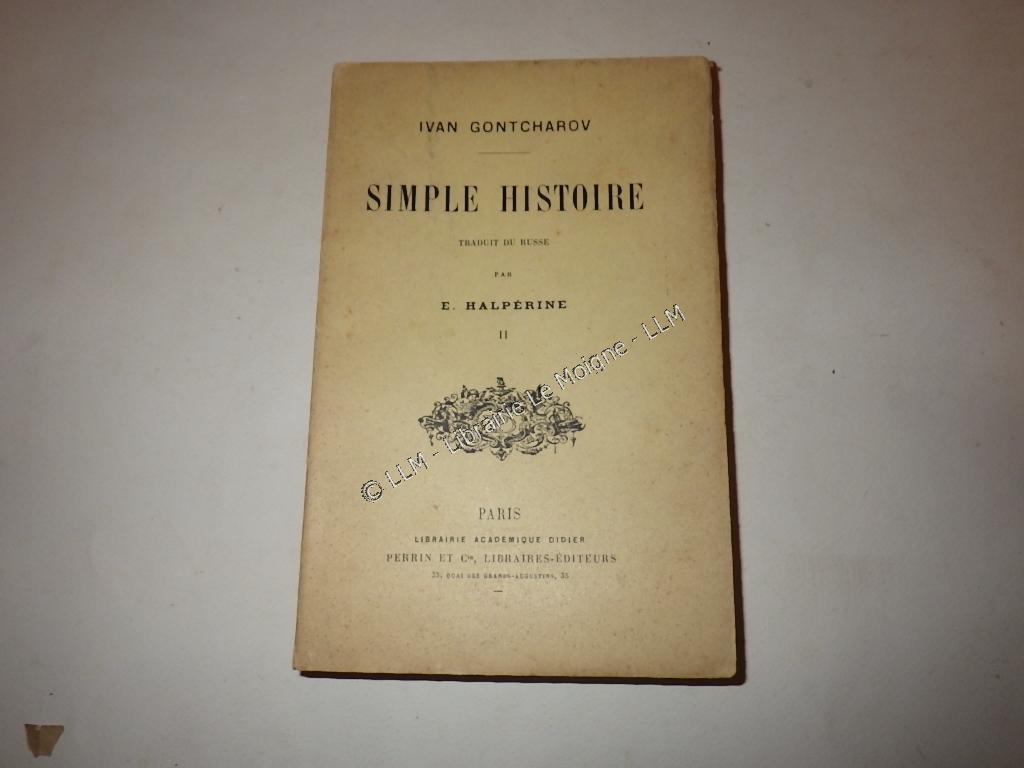 IVAN GONTCHAROV
SIMPLE HISTOIRE
TRADUIT DU RUSSE
PAR
E. HALPÉRINE
II
© LLM - Librairie Le Moigne - LLM
PARIS
LIBRAIRIE ACADÉMIQUE DIDIER
PERRIN ET Cie, LIBRAIRES-ÉDITEURS
35, QUAI DES GRANDS-AUGUSTINS, 35